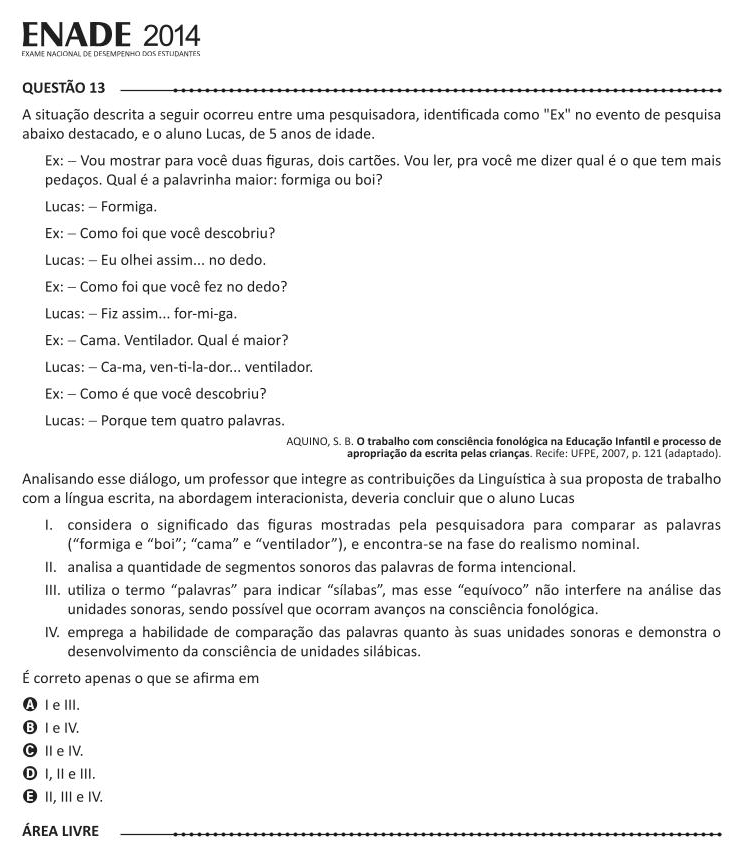 ENADE 2014
EXAME NACIONAL DE DESEMPENHO DOS ESTUDANTES
QUESTÃO 13
A situação descrita a seguir ocorreu entre uma pesquisadora, identificada como "Ex" no evento de pesquisa
abaixo destacado, e o aluno Lucas, de 5 anos de idade.
Ex: – Vou mostrar para você duas figuras, dois cartões. Vou ler, pra você me dizer qual é o que tem mais
pedaços. Qual é a palavrinha maior: formiga ou boi?
Lucas: – Formiga.
Ex: – Como foi que você descobriu?
Lucas: – Eu olhei assim... no dedo.
Ex: – Como foi que você fez no dedo?
Lucas: – Fiz assim... for-mi-ga.
Ex: – Cama. Ventilador. Qual é maior?
Lucas: – Ca-ma, ven-ti-la-dor... ventilador.
Ex: – Como é que você descobriu?
Lucas: – Porque tem quatro palavras.
AQUINO, S. B. O trabalho com consciência fonológica na Educação Infantil e processo de
apropriação da escrita pelas crianças. Recife: UFPE, 2007, p. 121 (adaptado).
Analisando esse diálogo, um professor que integre as contribuições da Linguística à sua proposta de trabalho
com a língua escrita, na abordagem interacionista, deveria concluir que o aluno Lucas
I. considera o significado das figuras mostradas pela pesquisadora para comparar as palavras
(“formiga e “boi”; “cama” e “ventilador”), e encontra-se na fase do realismo nominal.
II. analisa a quantidade de segmentos sonoros das palavras de forma intencional.
III. utiliza o termo “palavras” para indicar “sílabas”, mas esse “equívoco” não interfere na análise das
unidades sonoras, sendo possível que ocorram avanços na consciência fonológica.
IV. emprega a habilidade de comparação das palavras quanto às suas unidades sonoras e demonstra o
desenvolvimento da consciência de unidades silábicas.
É correto apenas o que se afirma em
A I e III.
B I e IV.
C II e IV.
D I, II e III.
E II, III e IV.
ÁREA LIVRE